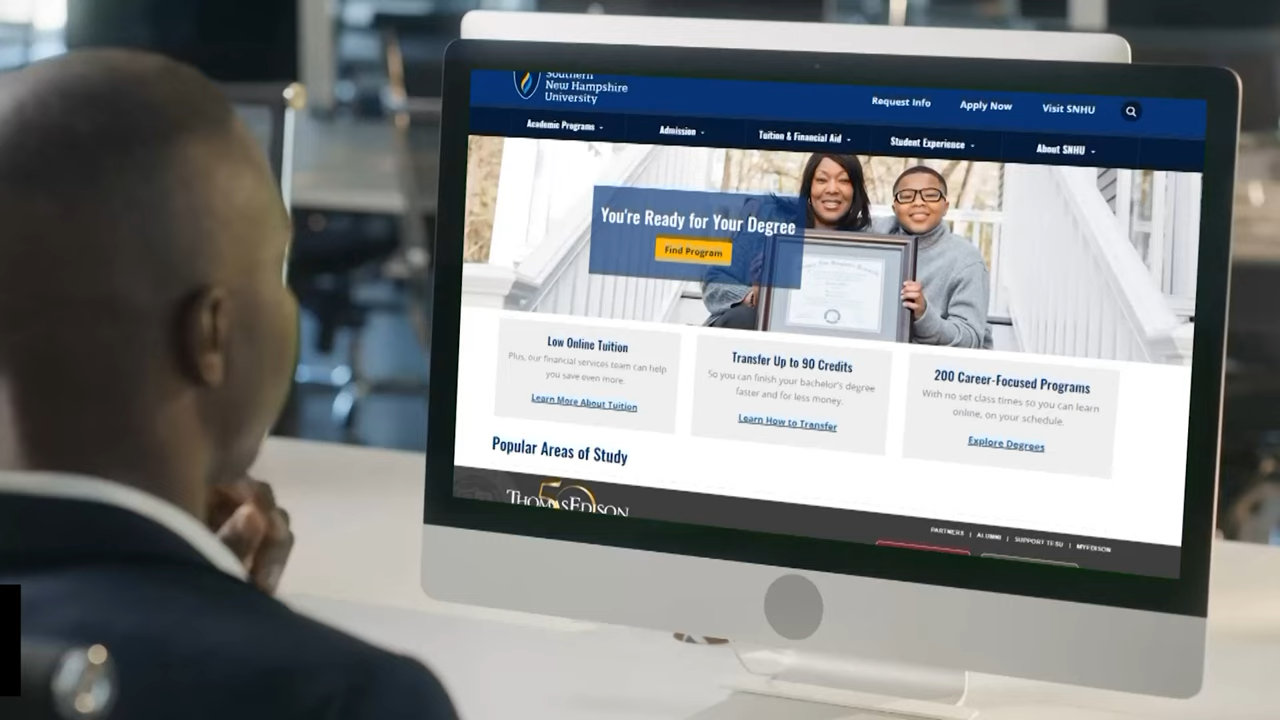 Southern
New Hampshire
University
Request Info
Apply Now
Visit SNHU
Academic Programs
Admission
Tuition & Financial Aid
Student Experience
About SNHU
You're Ready for Your Degree
Find Program
Low Online Tuition
Plus, our financial services team can help
you save even more.
Learn More About Tuition
Transfer Up to 90 Credits
So you can finish your bachelor's degree
faster and for less money.
Learn How to Transfer
200 Career-Focused Programs
With no set class times so you can learn
online, on your schedule.
Explore Degrees
Popular Areas of Study
50
THOMAS EDISON
PARTNERS | ALUMNI | SUPPORT TESU | MYEDISON